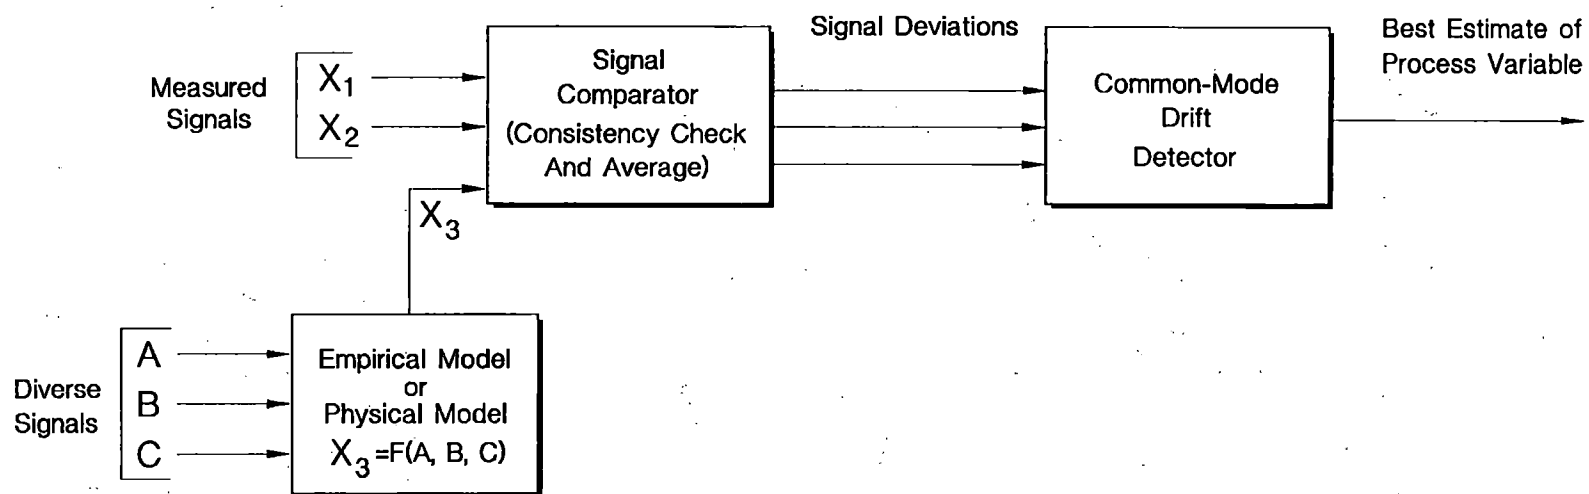 Measured
Signals
X1
X2
Signal
Comparator
(Consistency Check
And Average)
Signal Deviations
Common-Mode
Drift
Detector
Best Estimate of
Process Variable
X3
Diverse
Signals
A
B
C
Empirical Model
or
Physical Model
X3=F(A, B, C)